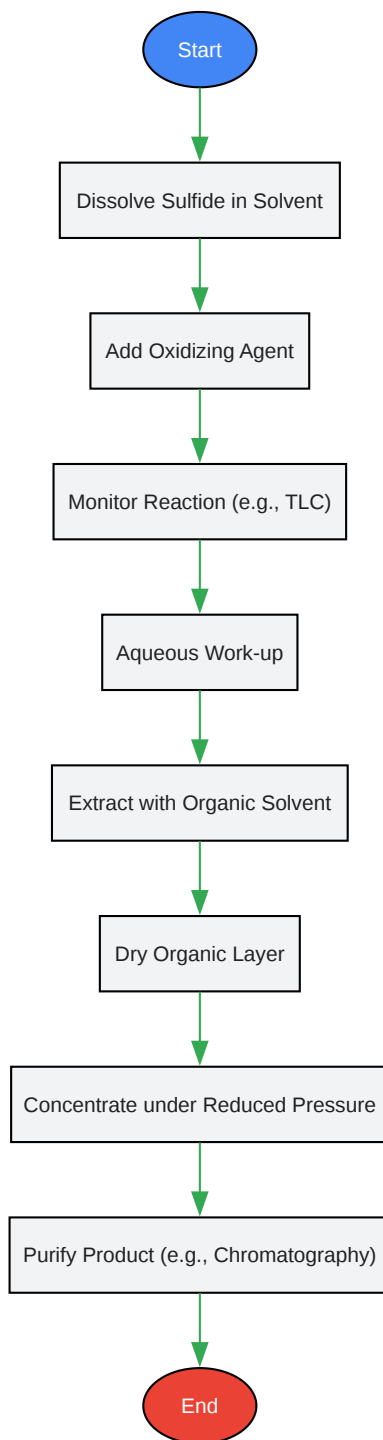 Start
Dissolve Sulfide in Solvent
Add Oxidizing Agent
Monitor Reaction (e.g., TLC)
Aqueous Work-up
Extract with Organic Solvent
Dry Organic Layer
Concentrate under Reduced Pressure
Purify Product (e.g., Chromatography)
End